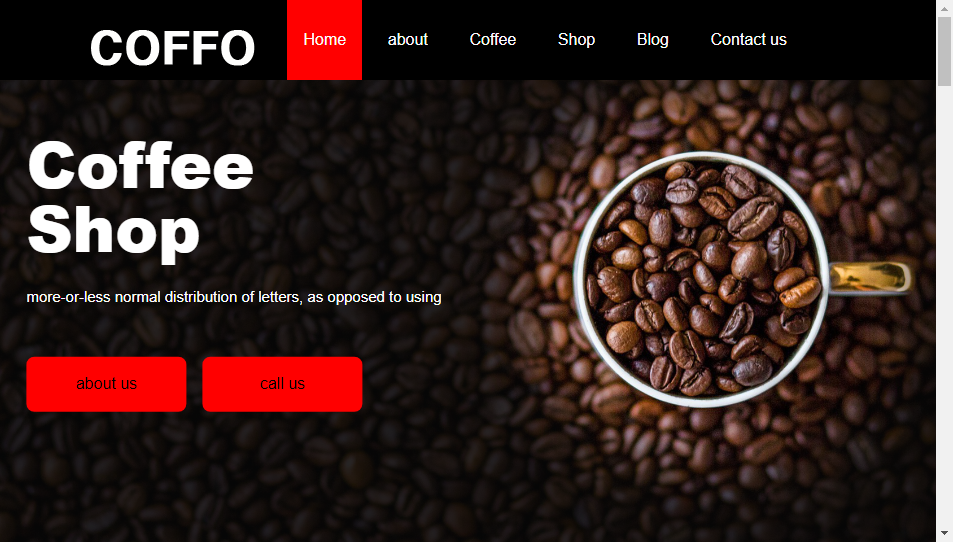 COFFO
Home about Coffee Shop Blog Contact us
Coffee
Shop
more-or-less normal distribution of letters, as opposed to using
about us call us